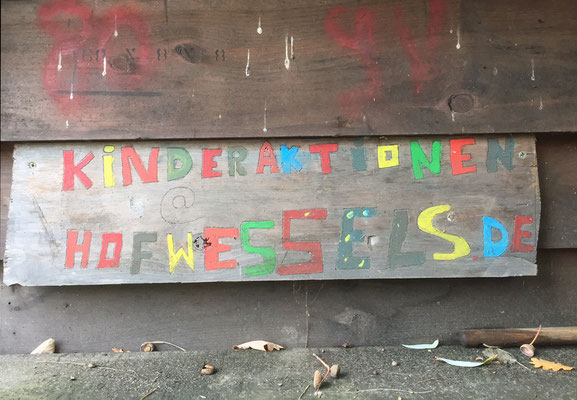 KINDERAKTIONEN
@
HOFWESSELS.DE